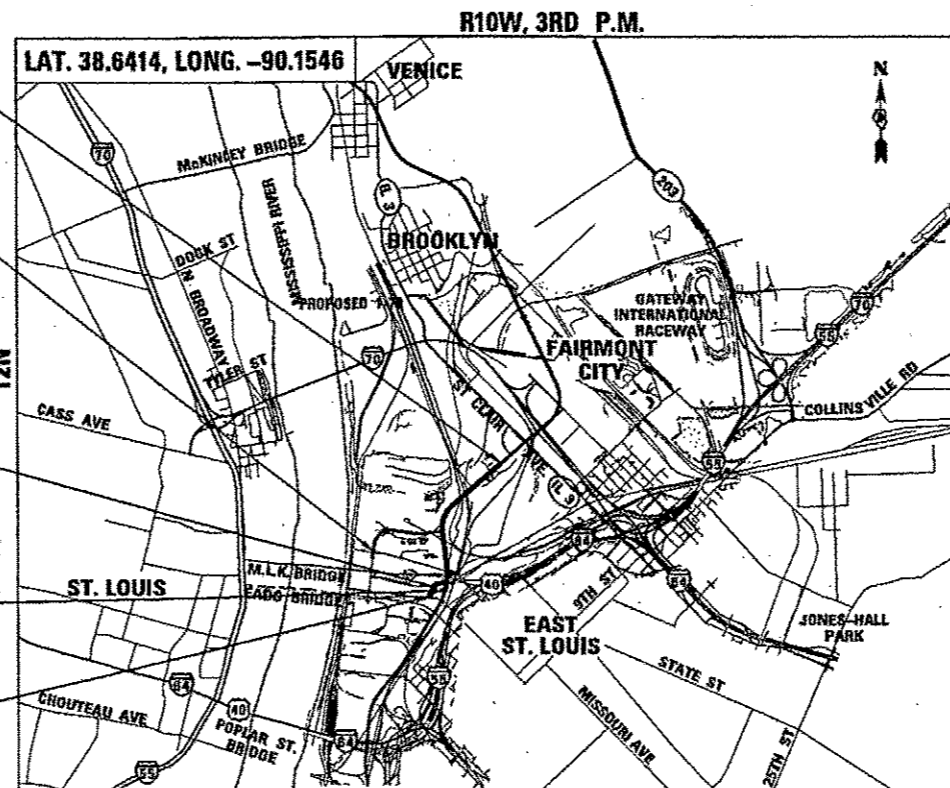 R10W, 3RD P.M.
LAT. 38.6414, LONG. -90.1546
VENICE
N
70
McKINLEY BRIDGE
203
IL 3
MISSISSIPPI RIVER
BROOKLYN
DOCK ST
N BROADWAY
PROPOSED I-70
GATEWAY
INTERNATIONAL
RACEWAY
70
55
70
FAIRMONT
CITY
T2N
TYLER ST
ST CLAIR AVE
COLLINSVILLE RD
CASS AVE
55
IL 3
64
M.L.K. BRIDGE
40
64
ST. LOUIS
EADS BRIDGE
9TH ST
EAST
ST. LOUIS
JONES-HALL
PARK
STATE ST
64
55
40
CHOUTEAU AVE
POPLAR ST.
BRIDGE
MISSOURI AVE
64
25TH ST
55